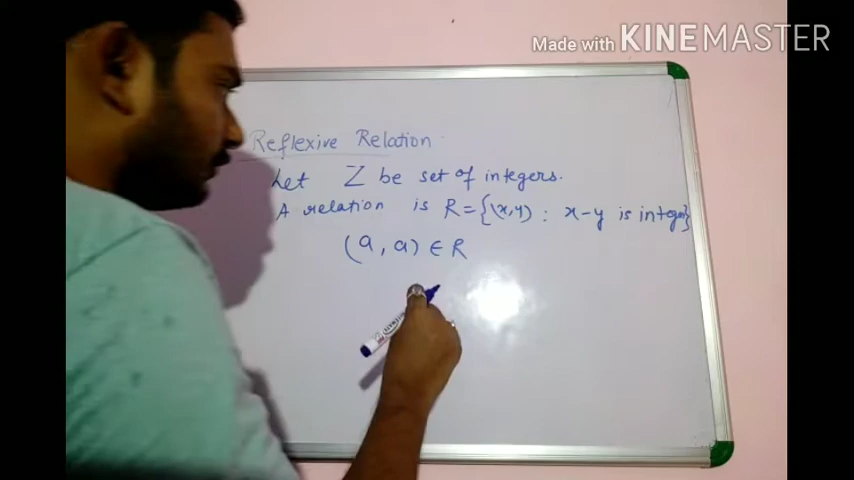 Made with KINEMASTER
Reflexive Relation
Let Z be set of integers.
A relation is R = {(x,y) : x-y is integer}
(a, a) ∈ R